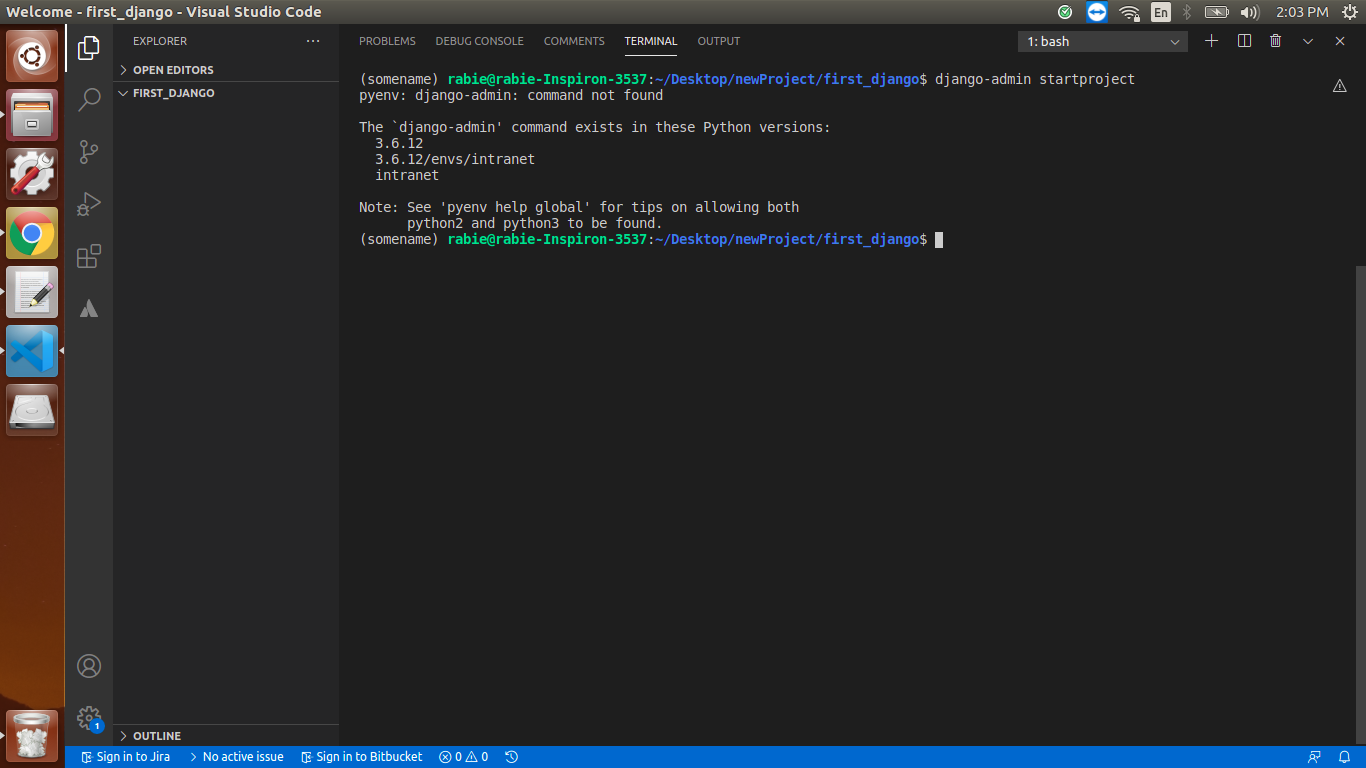 Welcome - first_django - Visual Studio Code
En
2:03 PM
EXPLORER
OPEN EDITORS
FIRST_DJANGO
PROBLEMS
DEBUG CONSOLE
COMMENTS
TERMINAL
OUTPUT
1: bash
(somename) rabie@rabie-Inspiron-3537:~/Desktop/newProject/first_django$ django-admin startproject
pyenv: django-admin: command not found
The `django-admin' command exists in these Python versions:
3.6.12
3.6.12/envs/intranet
intranet
Note: See 'pyenv help global' for tips on allowing both
python2 and python3 to be found.
(somename) rabie@rabie-Inspiron-3537:~/Desktop/newProject/first_django$
1
OUTLINE
Sign in to Jira
No active issue
Sign in to Bitbucket
0
0